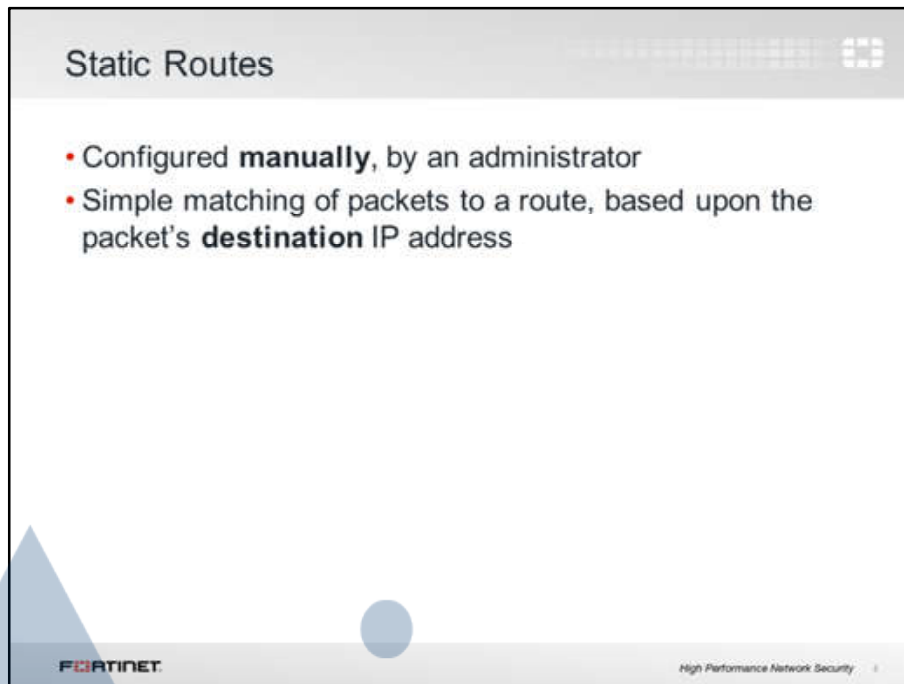 Static Routes
• Configured manually, by an administrator
• Simple matching of packets to a route, based upon the
packet's destination IP address
FORTINET
High Performance Network Security